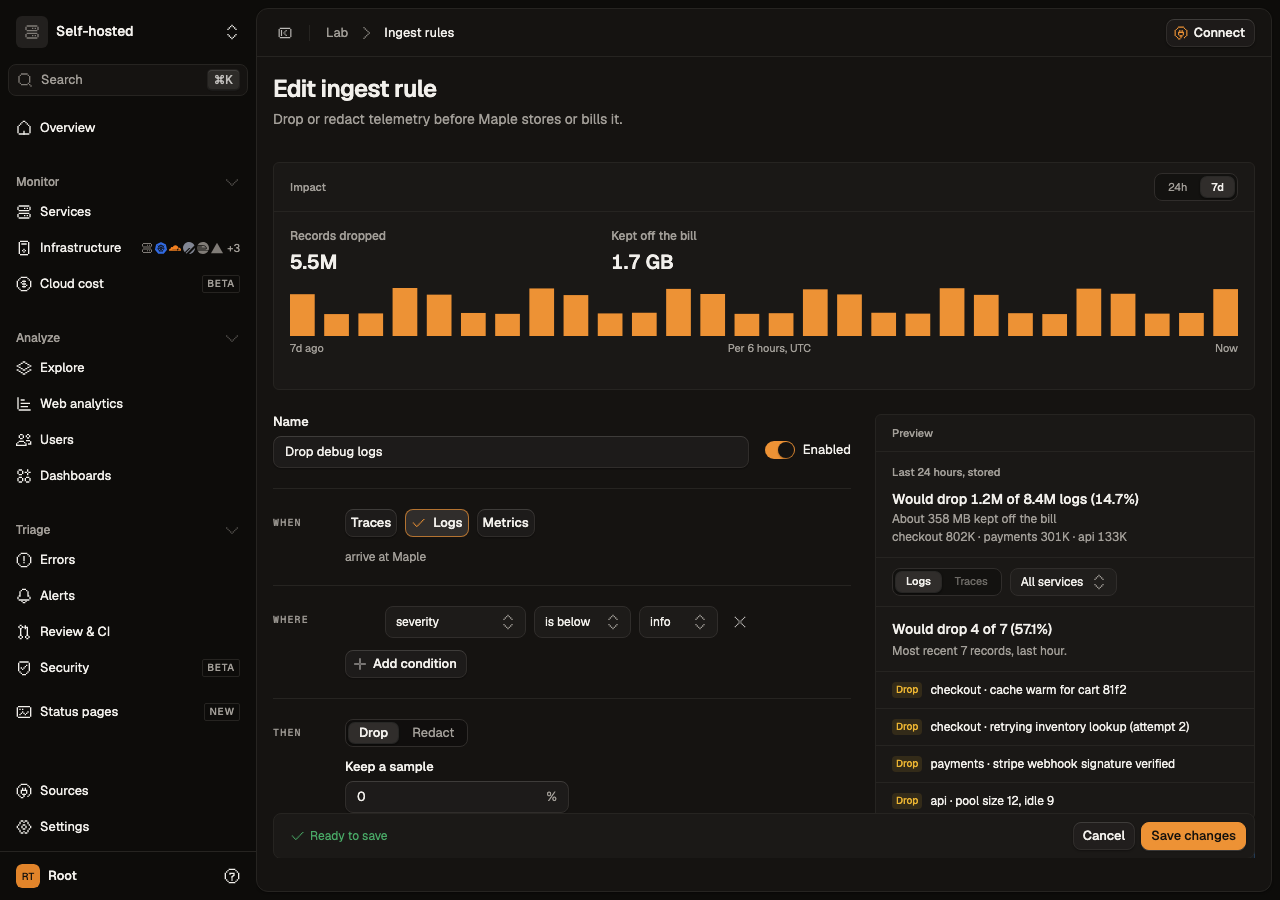 Self-hosted
Search
⌘K
Overview
Monitor
Services
Infrastructure
+3
Cloud cost
BETA
Analyze
Explore
Web analytics
Users
Dashboards
Triage
Errors
Alerts
Review & CI
Security
BETA
Status pages
NEW
Sources
Settings
RT
Root
Lab
Ingest rules
Connect
Edit ingest rule
Drop or redact telemetry before Maple stores or bills it.
Impact
24h
7d
Records dropped
5.5M
Kept off the bill
1.7 GB
7d ago
Per 6 hours, UTC
Now
Name
Drop debug logs
Enabled
WHEN
Traces
Logs
Metrics
arrive at Maple
WHERE
severity
is below
info
Add condition
THEN
Drop
Redact
Keep a sample
0
%
Preview
Last 24 hours, stored
Would drop 1.2M of 8.4M logs (14.7%)
About 358 MB kept off the bill
checkout 802K · payments 301K · api 133K
Logs
Traces
All services
Would drop 4 of 7 (57.1%)
Most recent 7 records, last hour.
Drop checkout · cache warm for cart 81f2
Drop checkout · retrying inventory lookup (attempt 2)
Drop payments · stripe webhook signature verified
Drop api · pool size 12, idle 9
Ready to save
Cancel
Save changes